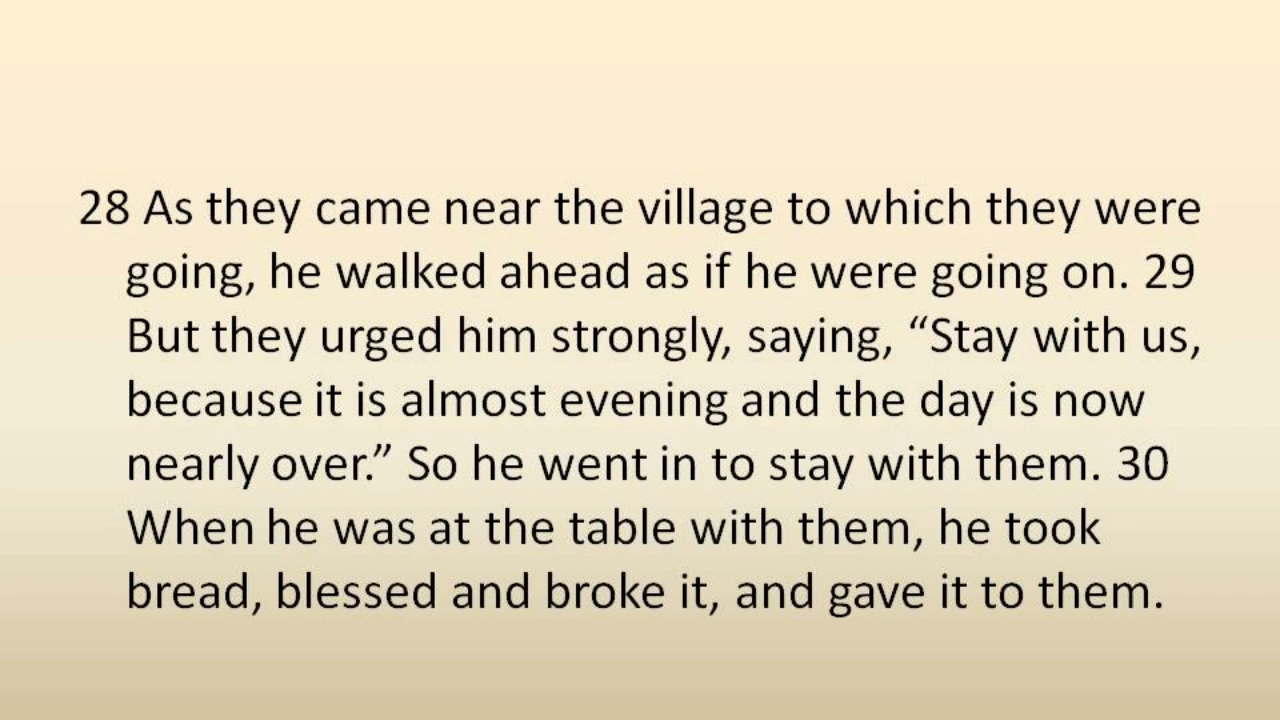 28 As they came near the village to which they were
going, he walked ahead as if he were going on. 29
But they urged him strongly, saying, “Stay with us,
because it is almost evening and the day is now
nearly over.” So he went in to stay with them. 30
When he was at the table with them, he took
bread, blessed and broke it, and gave it to them.